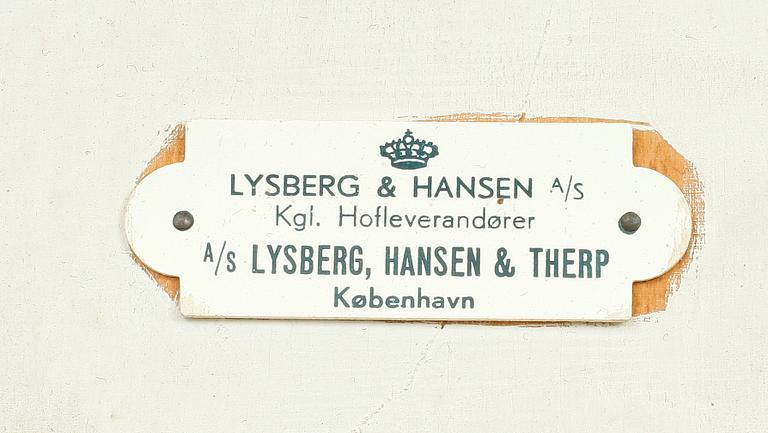 LYSBERG & HANSEN A/S
Kgl. Hofleverandører
A/S LYSBERG, HANSEN & THERP
København